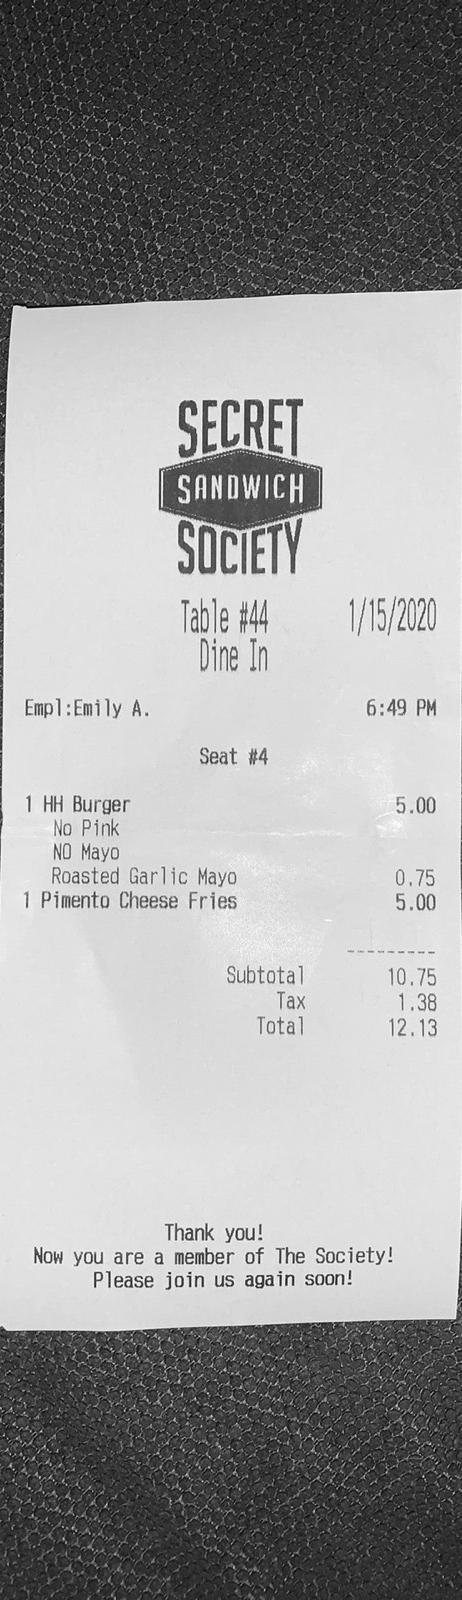 SECRET
SANDWICH
SOCIETY
Table #44 1/15/2020
Dine In
Empl:Emily A. 6:49 PM
Seat #4
1 HH Burger 5.00
No Pink
NO Mayo
Roasted Garlic Mayo 0.75
1 Pimento Cheese Fries 5.00
---------
Subtotal 10.75
Tax 1.38
Total 12.13
Thank you!
Now you are a member of The Society!
Please join us again soon!